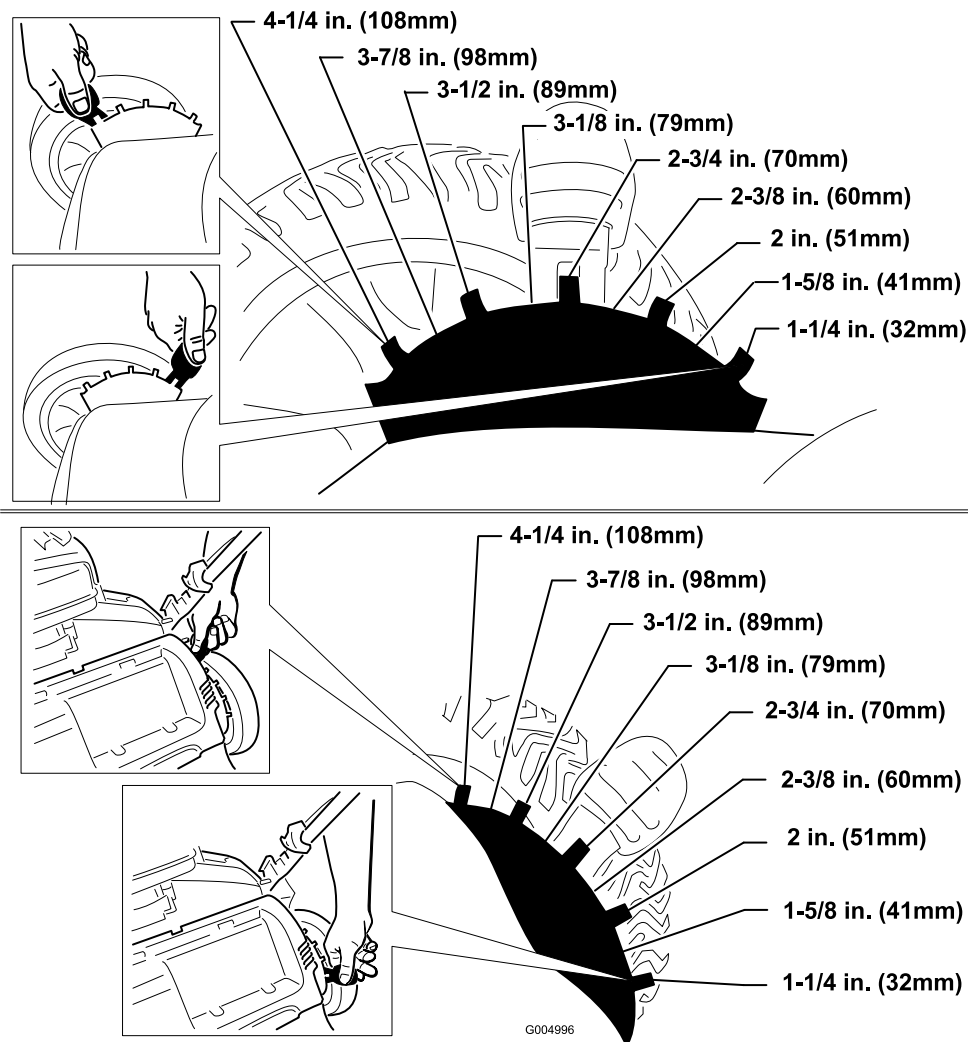 4-1/4 in. (108mm)
3-7/8 in. (98mm)
3-1/2 in. (89mm)
3-1/8 in. (79mm)
2-3/4 in. (70mm)
2-3/8 in. (60mm)
2 in. (51mm)
1-5/8 in. (41mm)
1-1/4 in. (32mm)
4-1/4 in. (108mm)
3-7/8 in. (98mm)
3-1/2 in. (89mm)
3-1/8 in. (79mm)
2-3/4 in. (70mm)
2-3/8 in. (60mm)
2 in. (51mm)
1-5/8 in. (41mm)
1-1/4 in. (32mm)
G004996